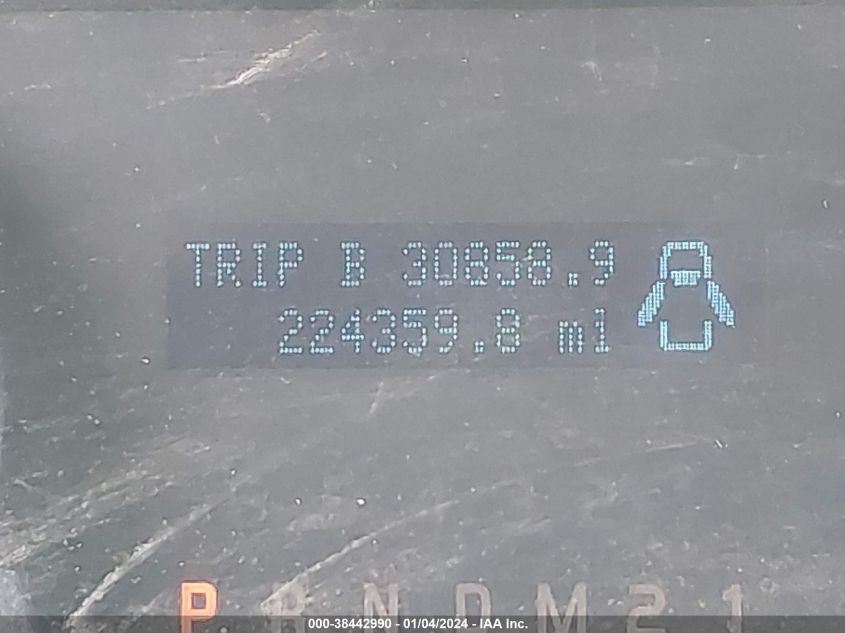 TRIP B 30858.9
224359.8 mi
P R N D M 2 1
000-38442990 - 01/04/2024 - IAA Inc.